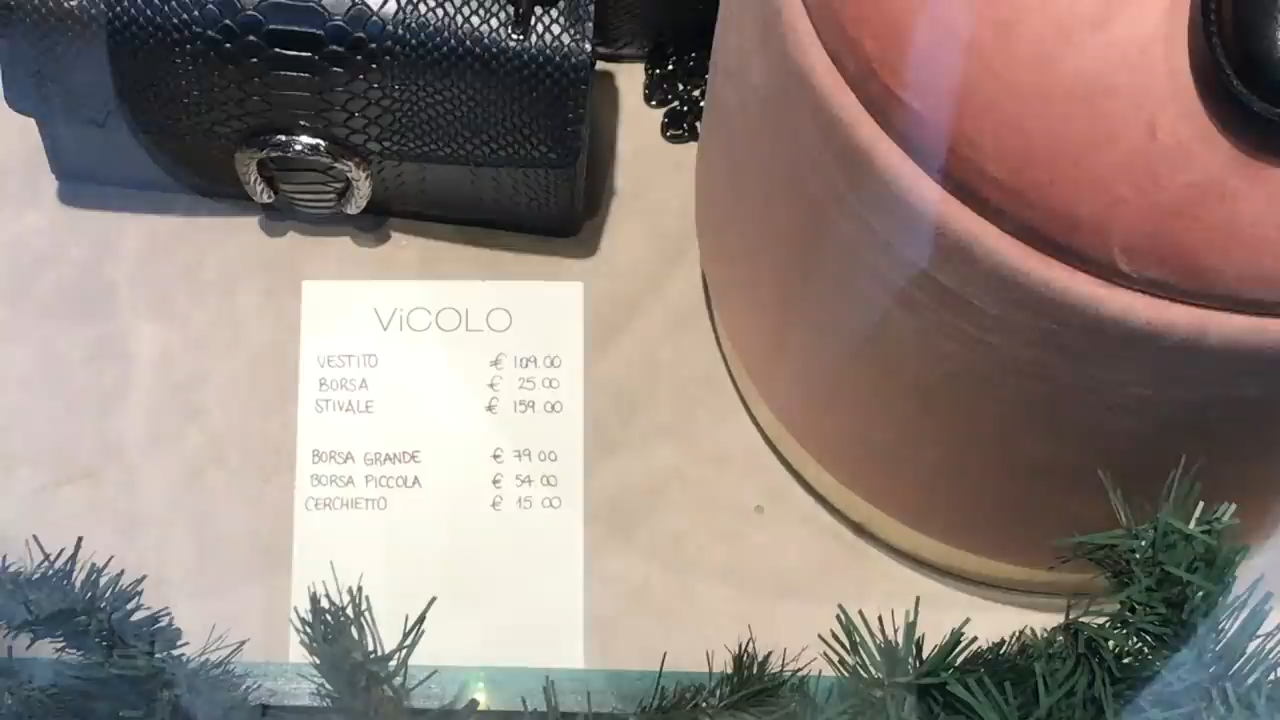 ViCOLO
VESTITO € 109.00
BORSA € 25.00
STIVALE € 159.00
BORSA GRANDE € 79.00
BORSA PICCOLA € 54.00
CERCHIETTO € 15.00